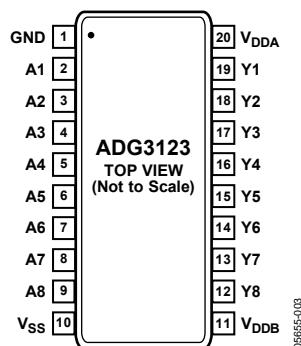 GND 1 20 VDDA
A1 2 19 Y1
A2 3 18 Y2
A3 4 17 Y3
A4 5 16 Y4
A5 6 15 Y5
A6 7 14 Y6
A7 8 13 Y7
A8 9 12 Y8
VSS 10 11 VDDB
ADG3123
TOP VIEW
(Not to Scale)
05655-003